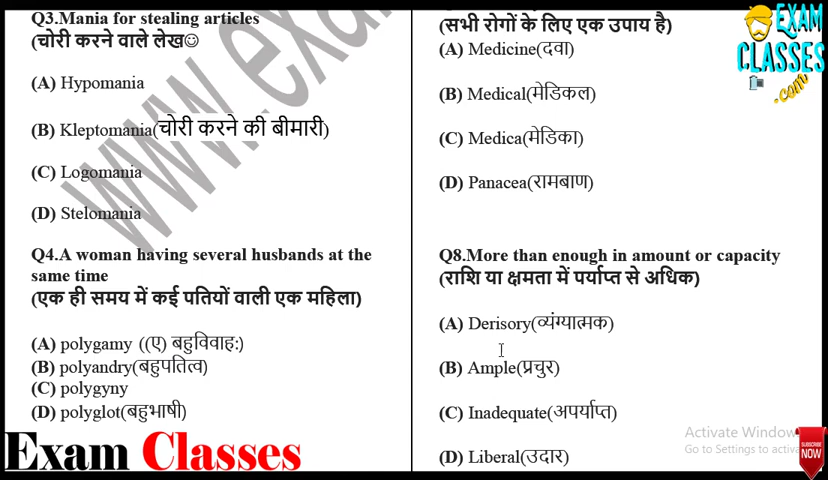 Q3.Mania for stealing articles
(चोरी करने वाले लेख☺
(A) Hypomania
(B) Kleptomania(चोरी करने की बीमारी)
(C) Logomania
(D) Stelomania
Q4.A woman having several husbands at the
same time
(एक ही समय में कई पतियों वाली एक महिला)
(A) polygamy ((ए) बहुविवाह:)
(B) polyandry(बहुपतित्व)
(C) polygyny
(D) polyglot(बहुभाषी)
Exam Classes
(सभी रोगों के लिए एक उपाय है)
(A) Medicine(दवा)
(B) Medical(मेडिकल)
(C) Medica(मेडिका)
(D) Panacea(रामबाण)
Q8.More than enough in amount or capacity
(राशि या क्षमता में पर्याप्त से अधिक)
(A) Derisory(व्यंग्यात्मक)
(B) Ample(प्रचुर)
(C) Inadequate(अपर्याप्त)
(D) Liberal(उदार)
EXAM
CLASSES
.com
Activate Window
Go to Settings to activa
SUBSCRIBE
NOW
www.exa